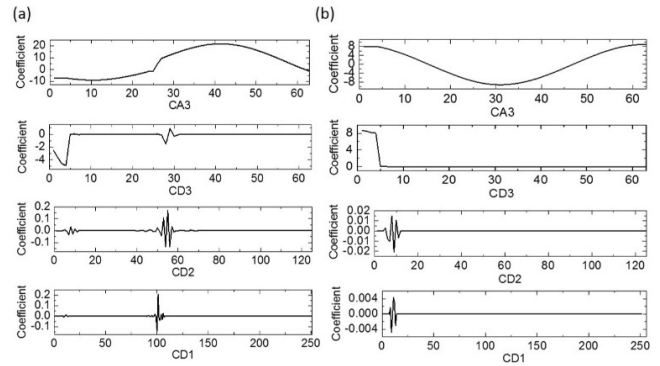 (a)
Coefficient
20
10
0
-10
0 10 20 30 40 50 60
CA3
Coefficient
0
-2
-4
0 10 20 30 40 50 60
CD3
Coefficient
0.2
0.1
0.0
-0.1
0 20 40 60 80 100 120
CD2
Coefficient
0.2
0.1
0.0
-0.1
0 50 100 150 200 250
CD1
(b)
Coefficient
8
4
0
-4
-8
0 10 20 30 40 50 60
CA3
Coefficient
8
4
0
0 10 20 30 40 50 60
CD3
Coefficient
0.02
0.01
0.00
-0.01
-0.02
0 20 40 60 80 100 120
CD2
Coefficient
0.004
0.000
-0.004
0 50 100 150 200 250
CD1